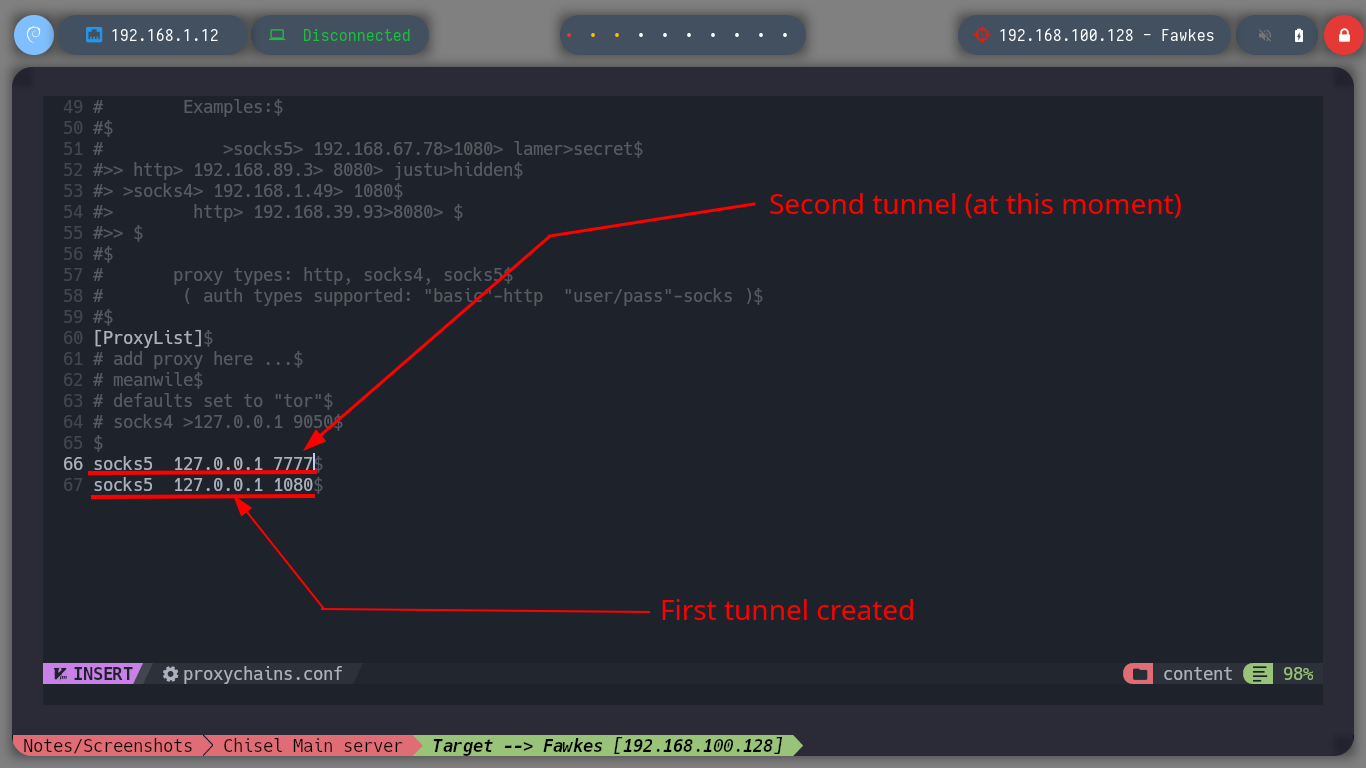 192.168.1.12
Disconnected
192.168.100.128 - Fawkes
49 #        Examples:$
50 #$
51 #            >socks5> 192.168.67.78>1080> lamer>secret$
52 #>> http> 192.168.89.3> 8080> justu>hidden$
53 #> >socks4> 192.168.1.49> 1080$
54 #>        http> 192.168.39.93>8080> $
55 #>> $
56 #$
57 #       proxy types: http, socks4, socks5$
58 #        ( auth types supported: "basic"-http  "user/pass"-socks )$
59 #$
60 [ProxyList]$
61 # add proxy here ...$
62 # meanwile$
63 # defaults set to "tor"$
64 # socks4 >127.0.0.1 9050$
65 $
66 socks5  127.0.0.1 7777$
67 socks5  127.0.0.1 1080$
Second tunnel (at this moment)
First tunnel created
INSERT proxychains.conf content 98%
Notes/Screenshots Chisel Main server Target --> Fawkes [192.168.100.128]